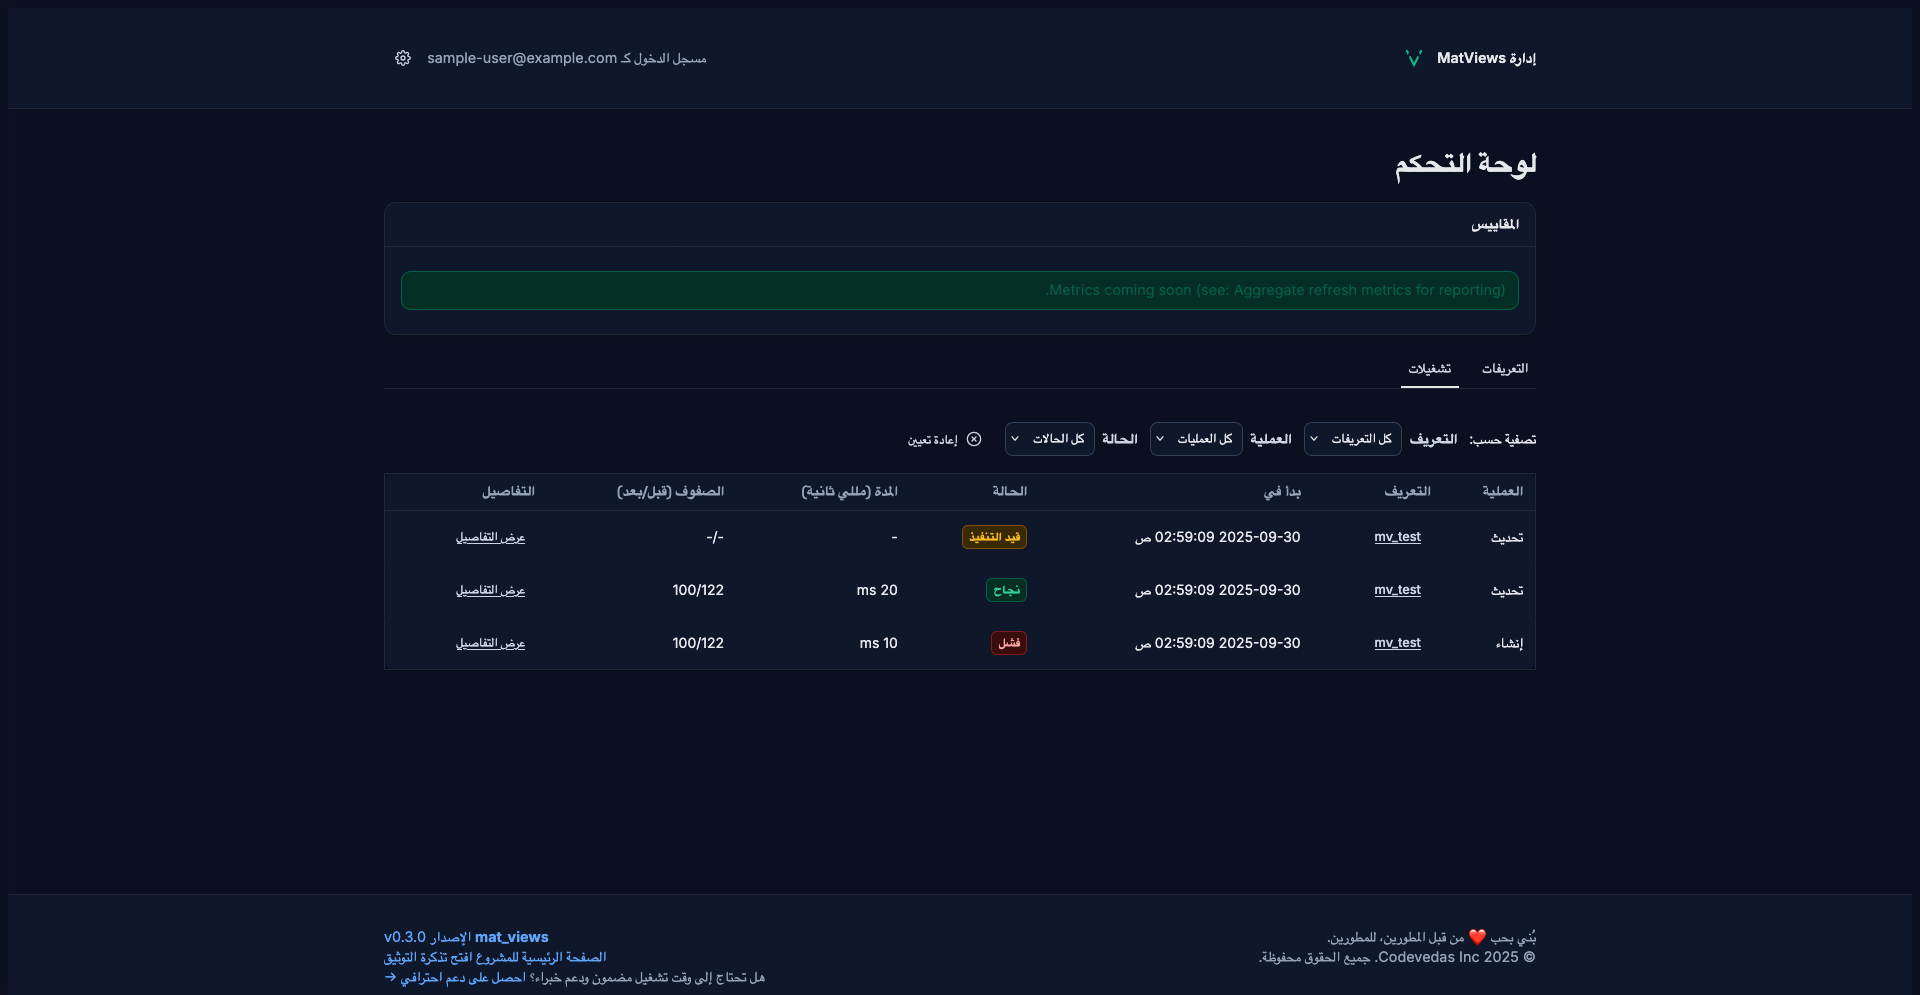 إدارة MatViews
مسجل الدخول كـ sample-user@example.com
لوحة التحكم
المقاييس
Metrics coming soon (see: Aggregate refresh metrics for reporting).
التعريفات
تشغيلات
تصفية حسب: التعريف كل التعريفات العملية كل العمليات الحالة كل الحالات إعادة تعيين
العملية التعريف بدأ في الحالة المدة (مللي ثانية) الصفوف (قبل/بعد) التفاصيل
تحديث mv_test 2025-09-30 02:59:09 ص قيد التنفيذ - -/- عرض التفاصيل
تحديث mv_test 2025-09-30 02:59:09 ص نجاح 20 ms 100/122 عرض التفاصيل
إنشاء mv_test 2025-09-30 02:59:09 ص فشل 10 ms 100/122 عرض التفاصيل
بُني بحب ❤️ من قبل المطورين، للمطورين.
© 2025 Codevedas Inc. جميع الحقوق محفوظة.
mat_views الإصدار v0.3.0
الصفحة الرئيسية للمشروع افتح تذكرة التوثيق
هل تحتاج إلى وقت تشغيل مضمون ودعم خبراء؟ احصل على دعم احترافي →